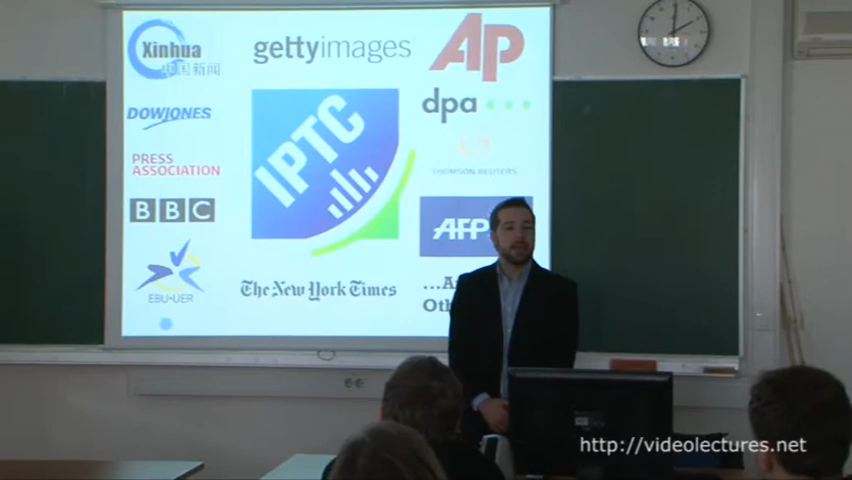 Xinhua
中国新闻
gettyimages
AP
DOWJONES
dpa
IPTC
PRESS
ASSOCIATION
THOMSON REUTERS
BBC
AFP
EBU·UER
The New York Times
http://videolectures.net